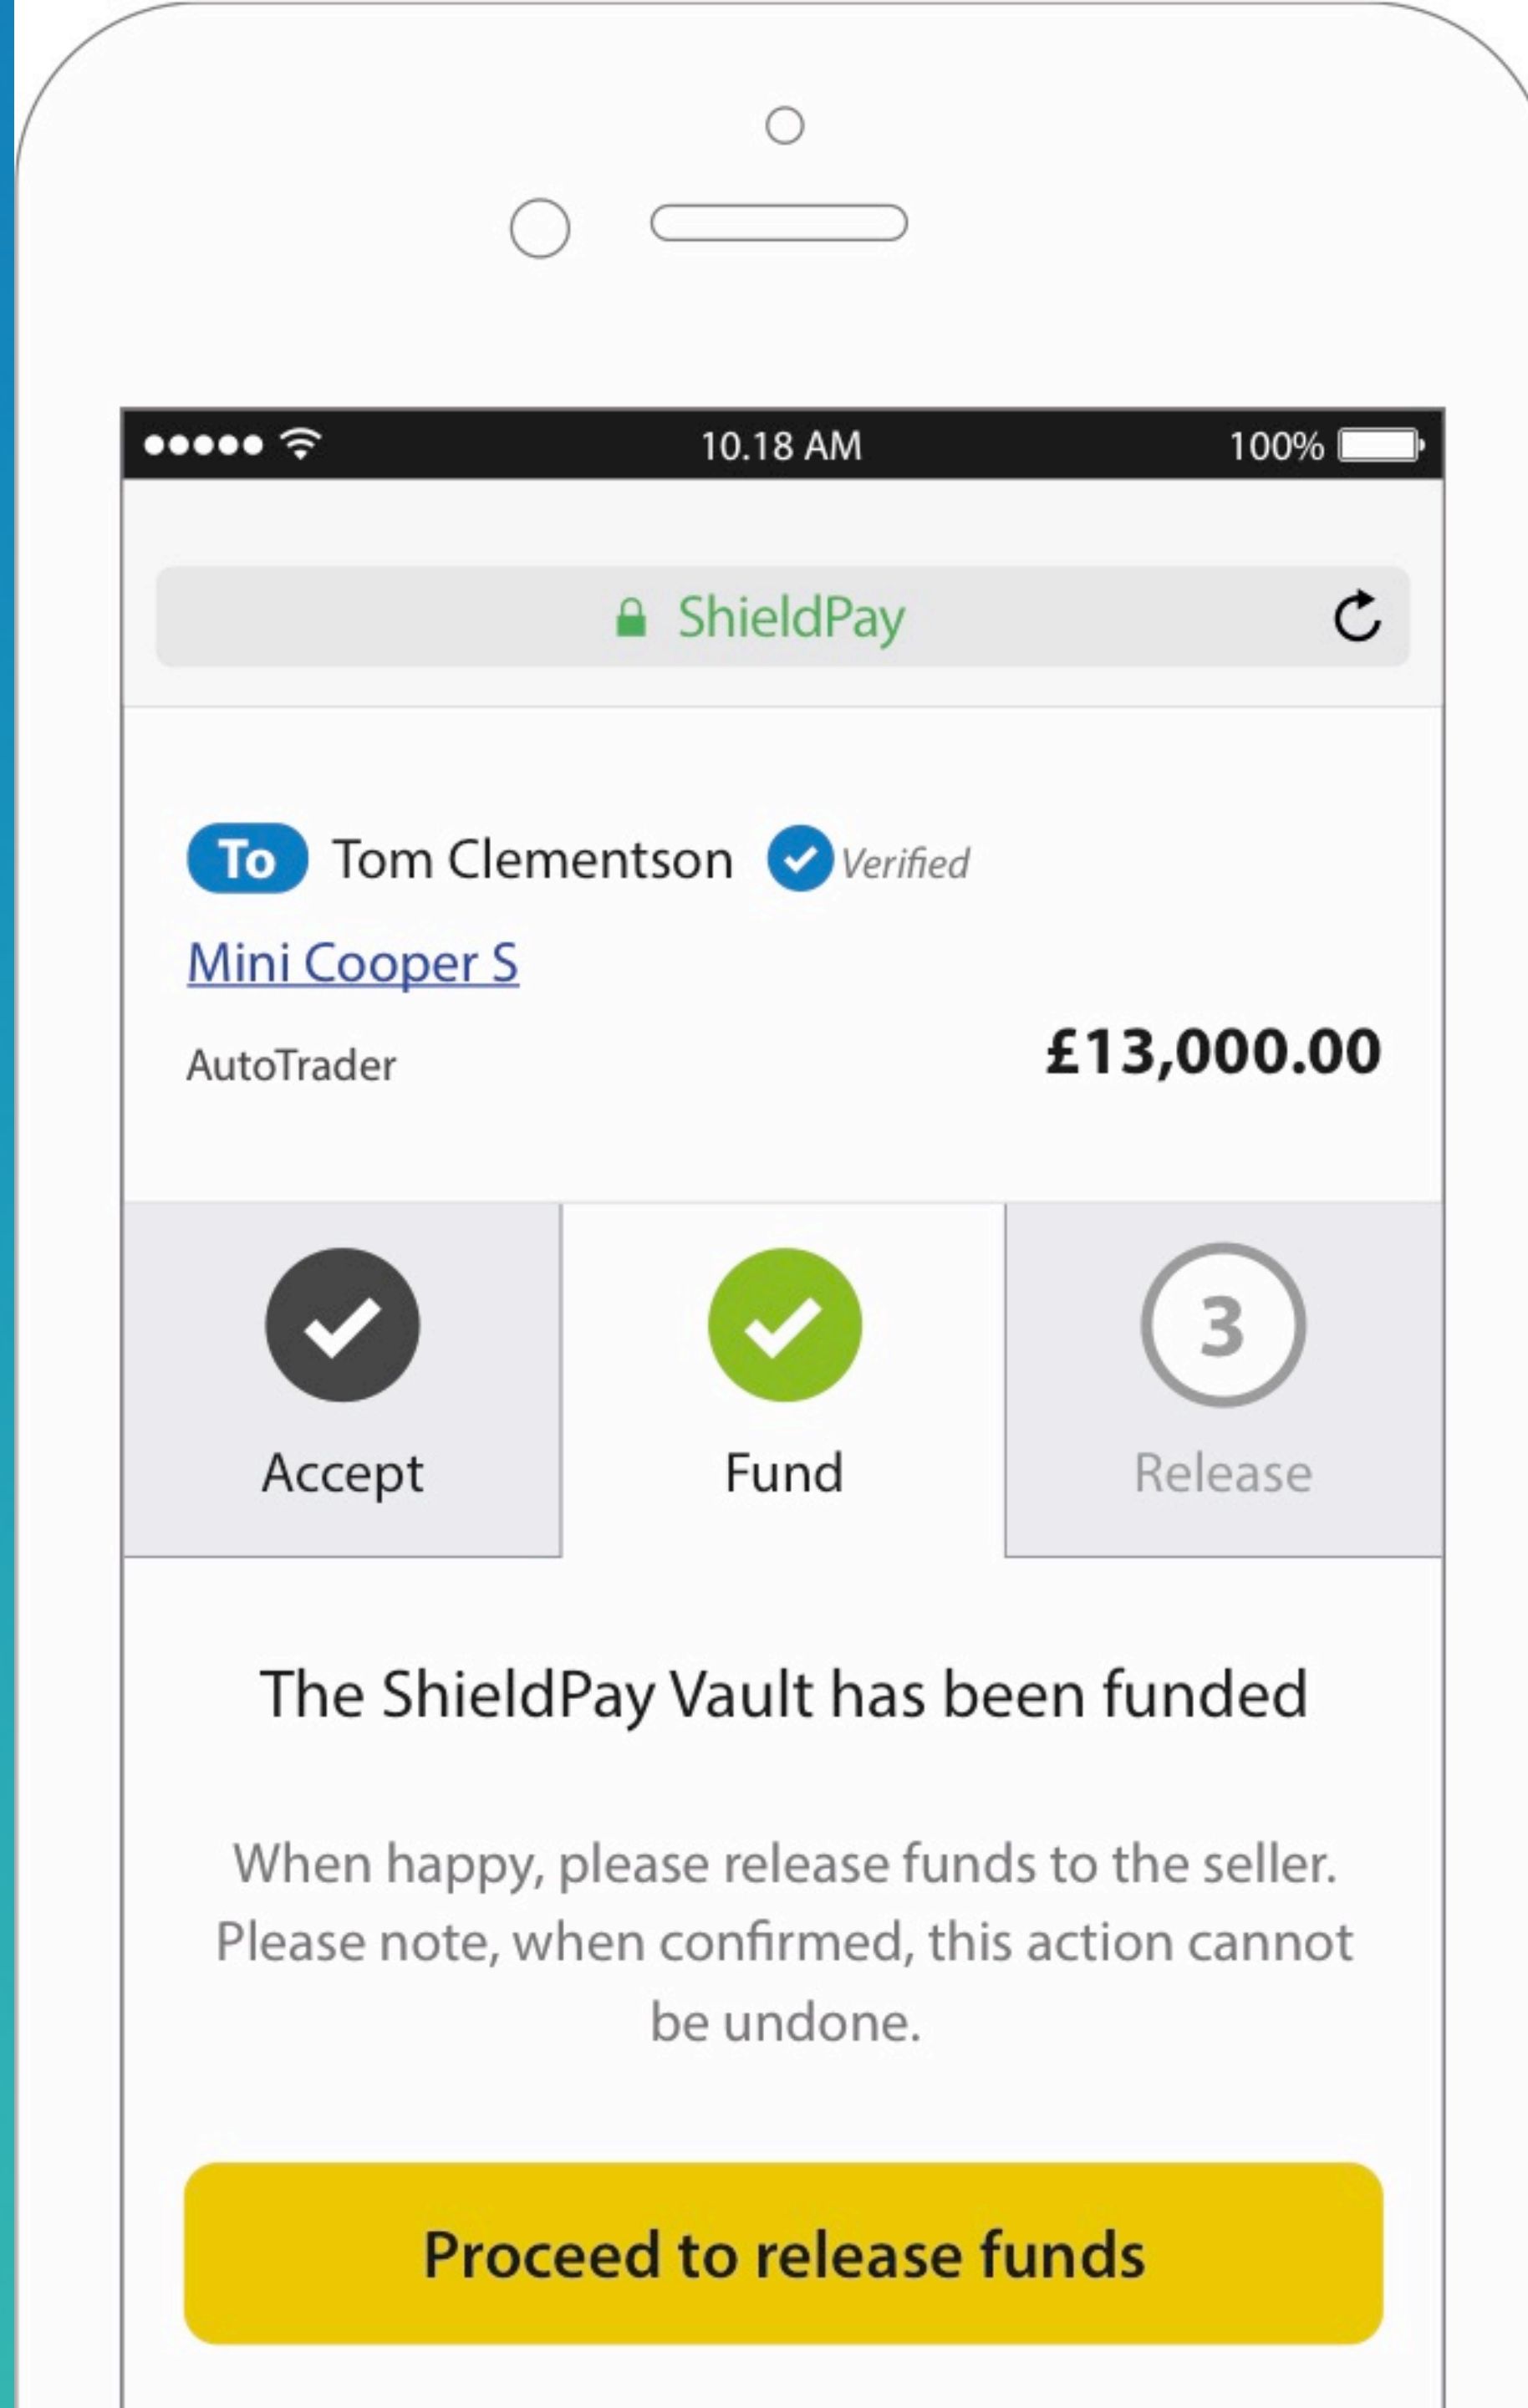 10.18 AM 100%
ShieldPay
To Tom Clementson Verified
Mini Cooper S
AutoTrader £13,000.00
3
Accept Fund Release
The ShieldPay Vault has been funded
When happy, please release funds to the seller.
Please note, when confirmed, this action cannot
be undone.
Proceed to release funds